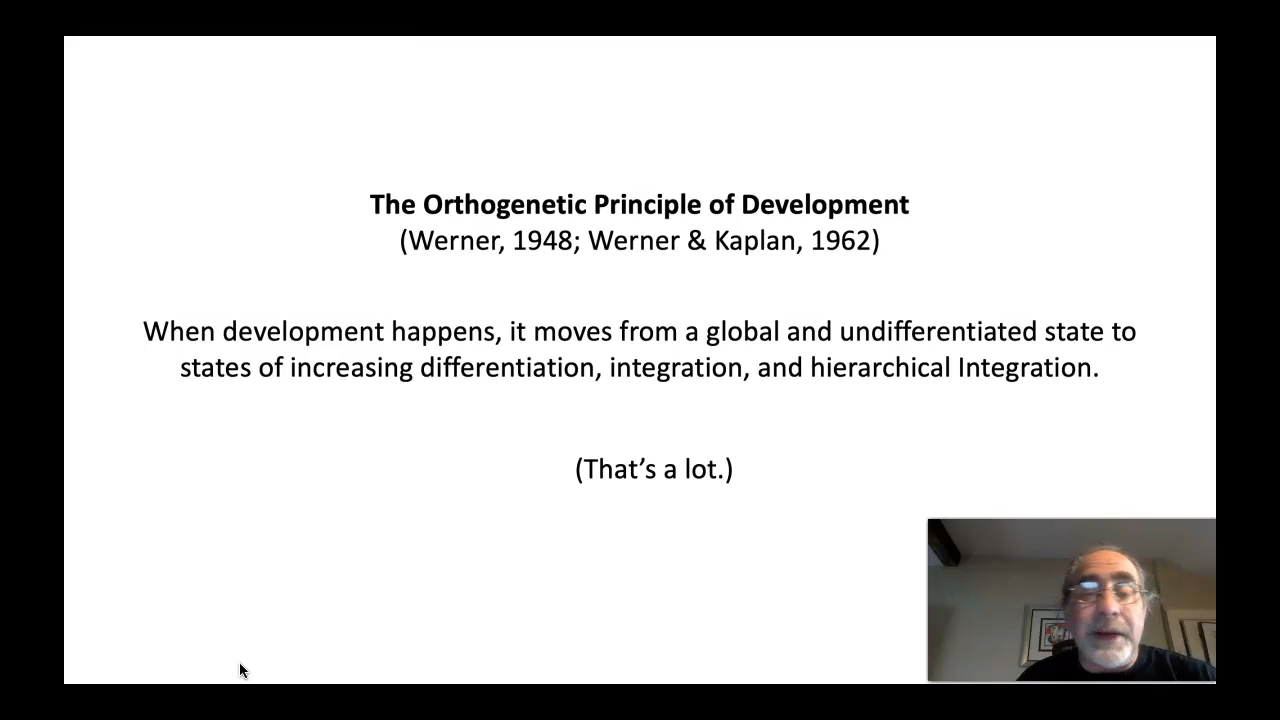 The Orthogenetic Principle of Development
(Werner, 1948; Werner & Kaplan, 1962)
When development happens, it moves from a global and undifferentiated state to
states of increasing differentiation, integration, and hierarchical Integration.
(That’s a lot.)